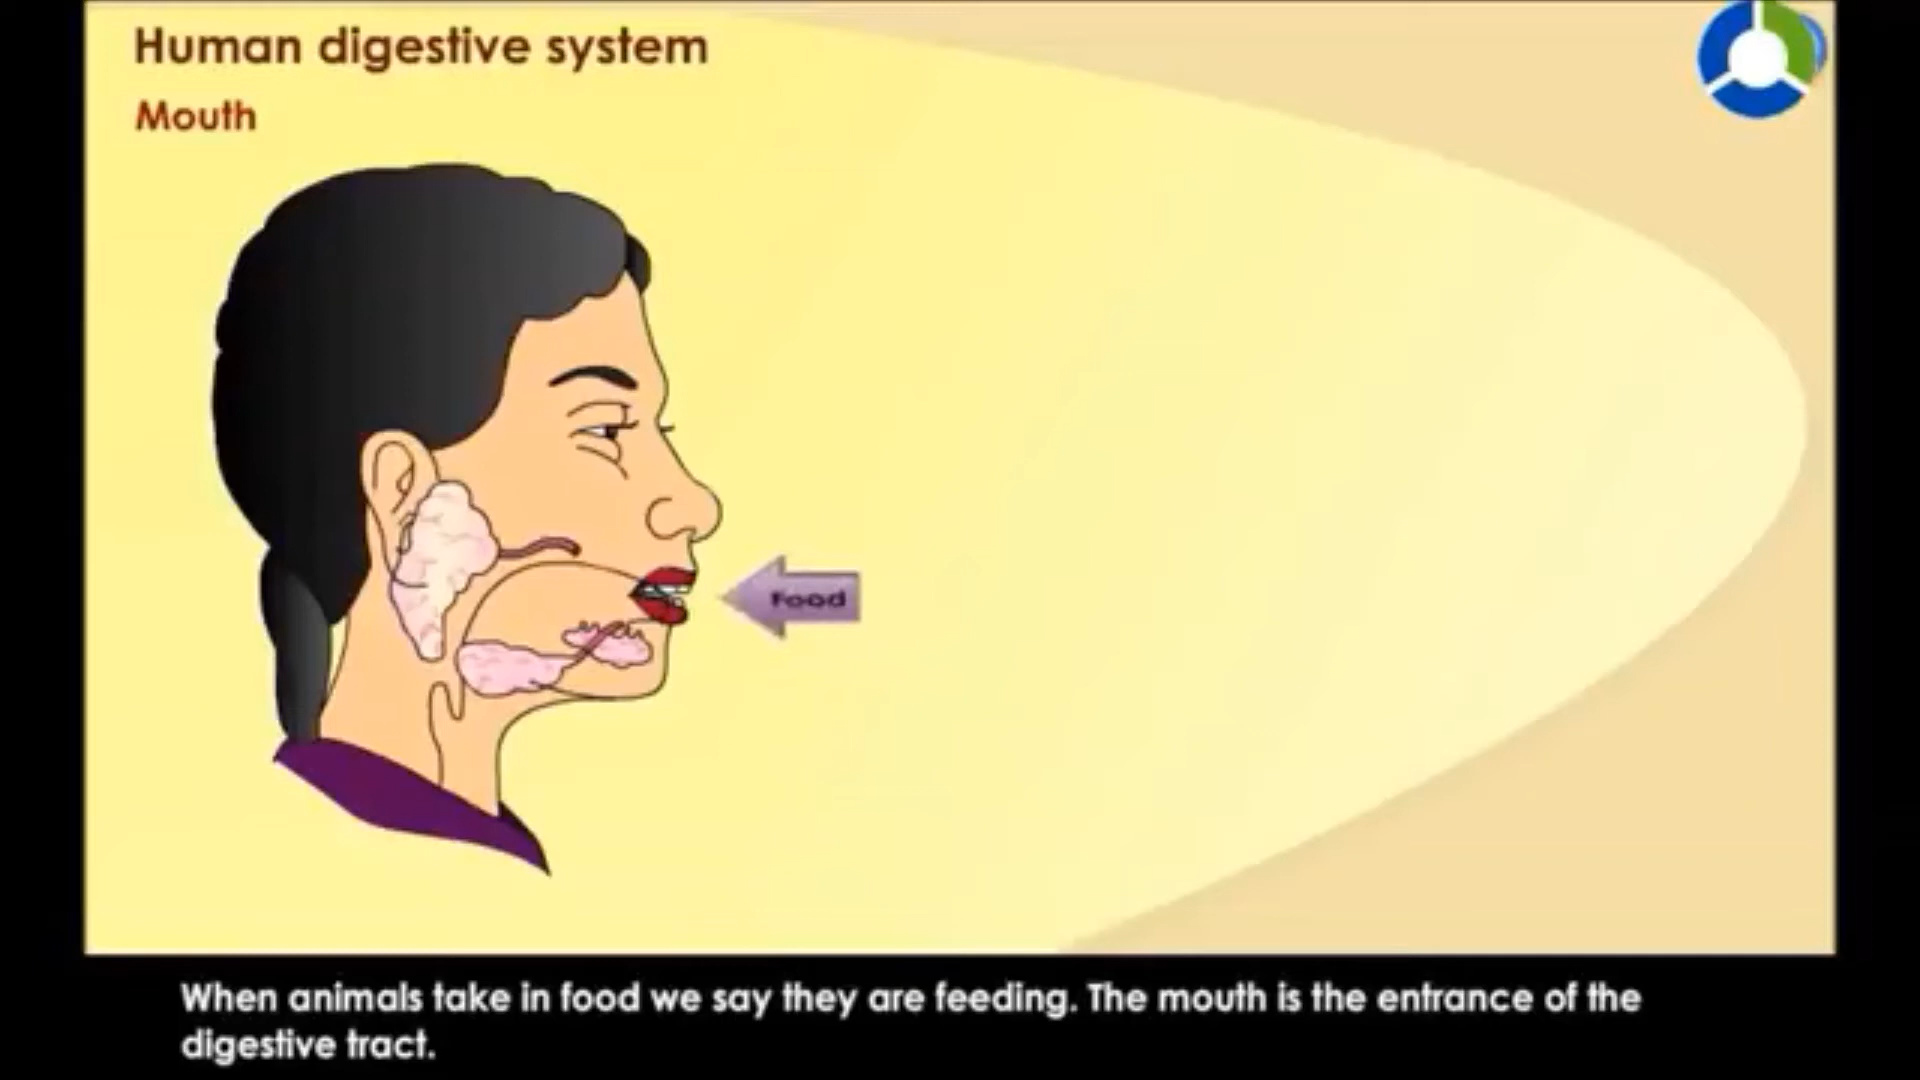 Human digestive system
Mouth
Food
When animals take in food we say they are feeding. The mouth is the entrance of the
digestive tract.